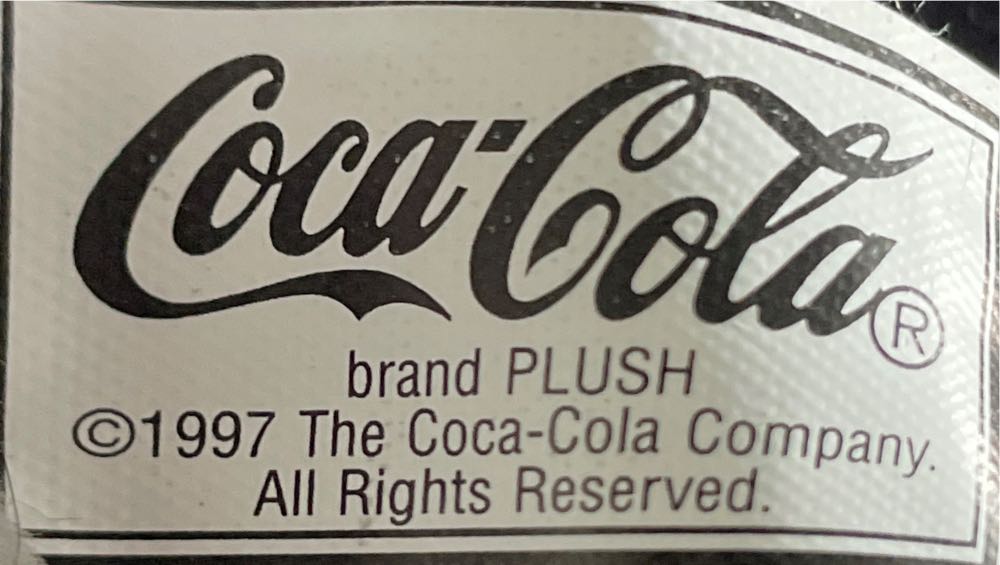 Coca-Cola®
brand PLUSH
©1997 The Coca-Cola Company.
All Rights Reserved.